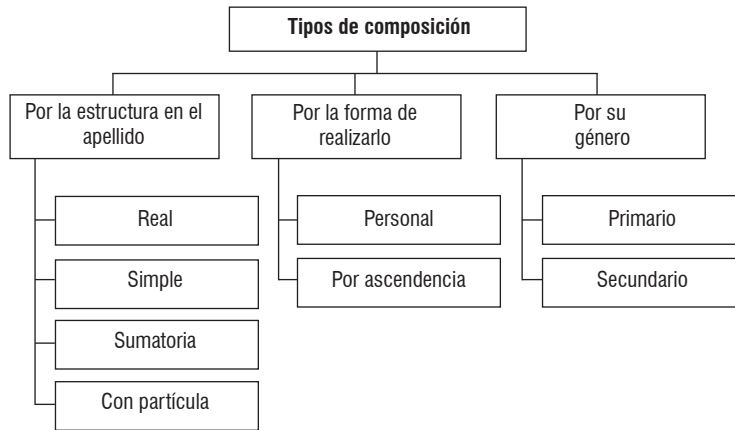 Tipos de composición
Por la estructura en el
apellido
Real
Simple
Sumatoria
Con partícula
Por la forma de
realizarlo
Personal
Por ascendencia
Por su
género
Primario
Secundario